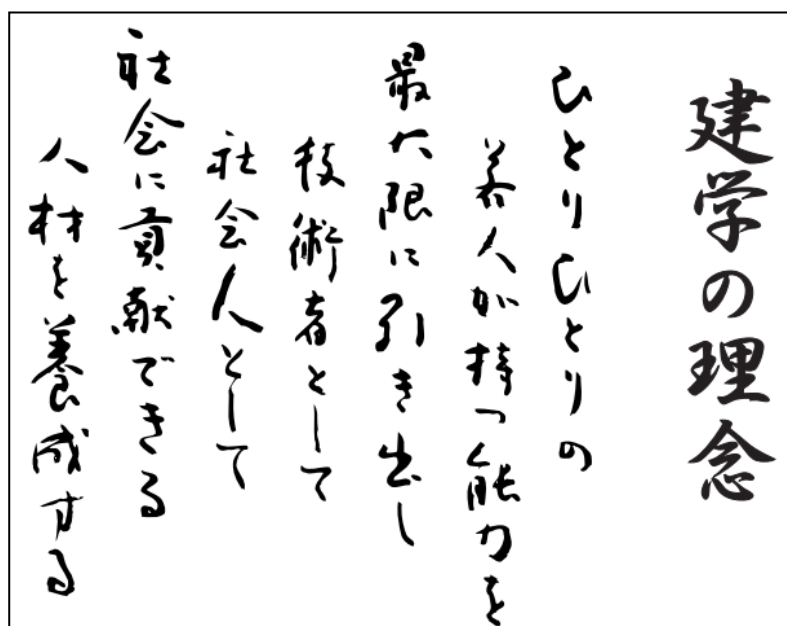 建学の理念
ひとりひとりの
若人が持つ能力を
最大限に引き出し
技術者として
社会人として
社会に貢献できる
人材を養成する